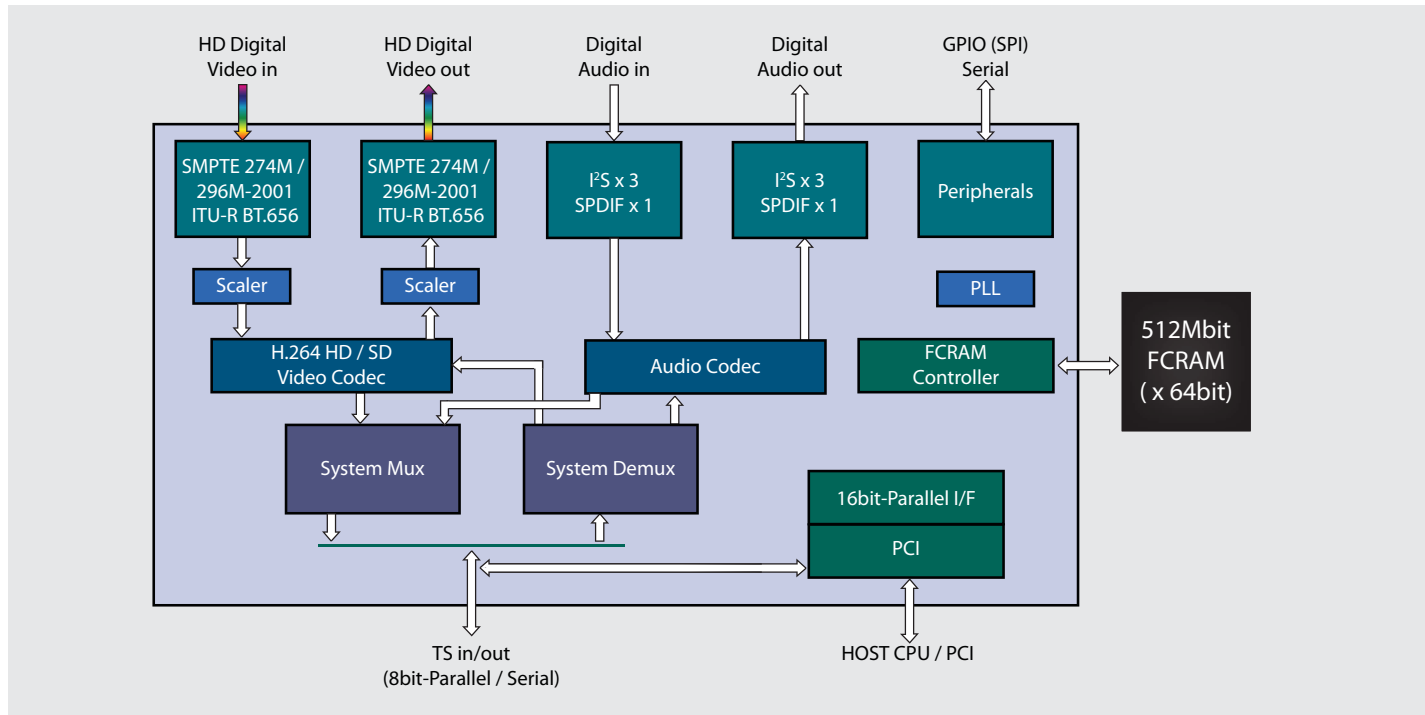 HD Digital
Video in
HD Digital
Video out
Digital
Audio in
Digital
Audio out
GPIO (SPI)
Serial
SMPTE 274M /
296M-2001
ITU-R BT.656
SMPTE 274M /
296M-2001
ITU-R BT.656
I²S x 3
SPDIF x 1
I²S x 3
SPDIF x 1
Peripherals
Scaler
Scaler
PLL
H.264 HD / SD
Video Codec
Audio Codec
FCRAM
Controller
512Mbit
FCRAM
( x 64bit)
System Mux
System Demux
16bit-Parallel I/F
PCI
TS in/out
(8bit-Parallel / Serial)
HOST CPU / PCI